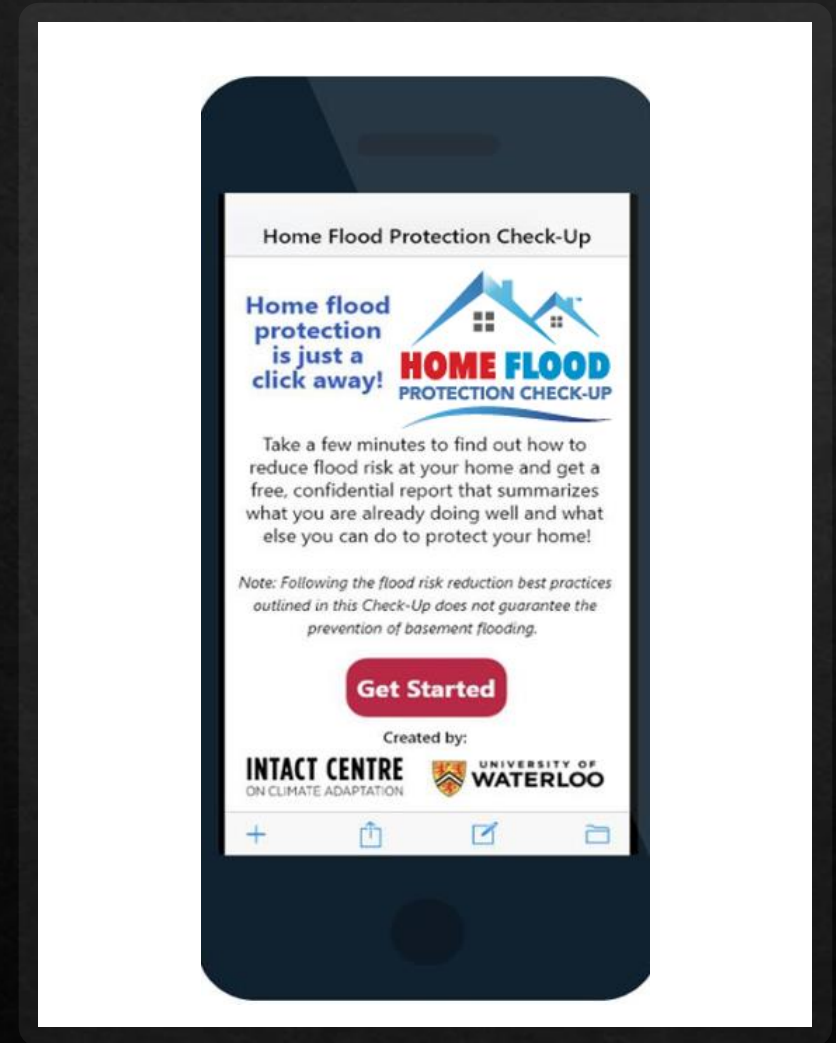 Home Flood Protection Check-Up
Home flood
protection
is just a
click away!
HOME FLOOD
PROTECTION CHECK-UP
™
Take a few minutes to find out how to
reduce flood risk at your home and get a
free, confidential report that summarizes
what you are already doing well and what
else you can do to protect your home!
Note: Following the flood risk reduction best practices
outlined in this Check-Up does not guarantee the
prevention of basement flooding.
Get Started
Created by:
INTACT CENTRE
ON CLIMATE ADAPTATION
UNIVERSITY OF
WATERLOO